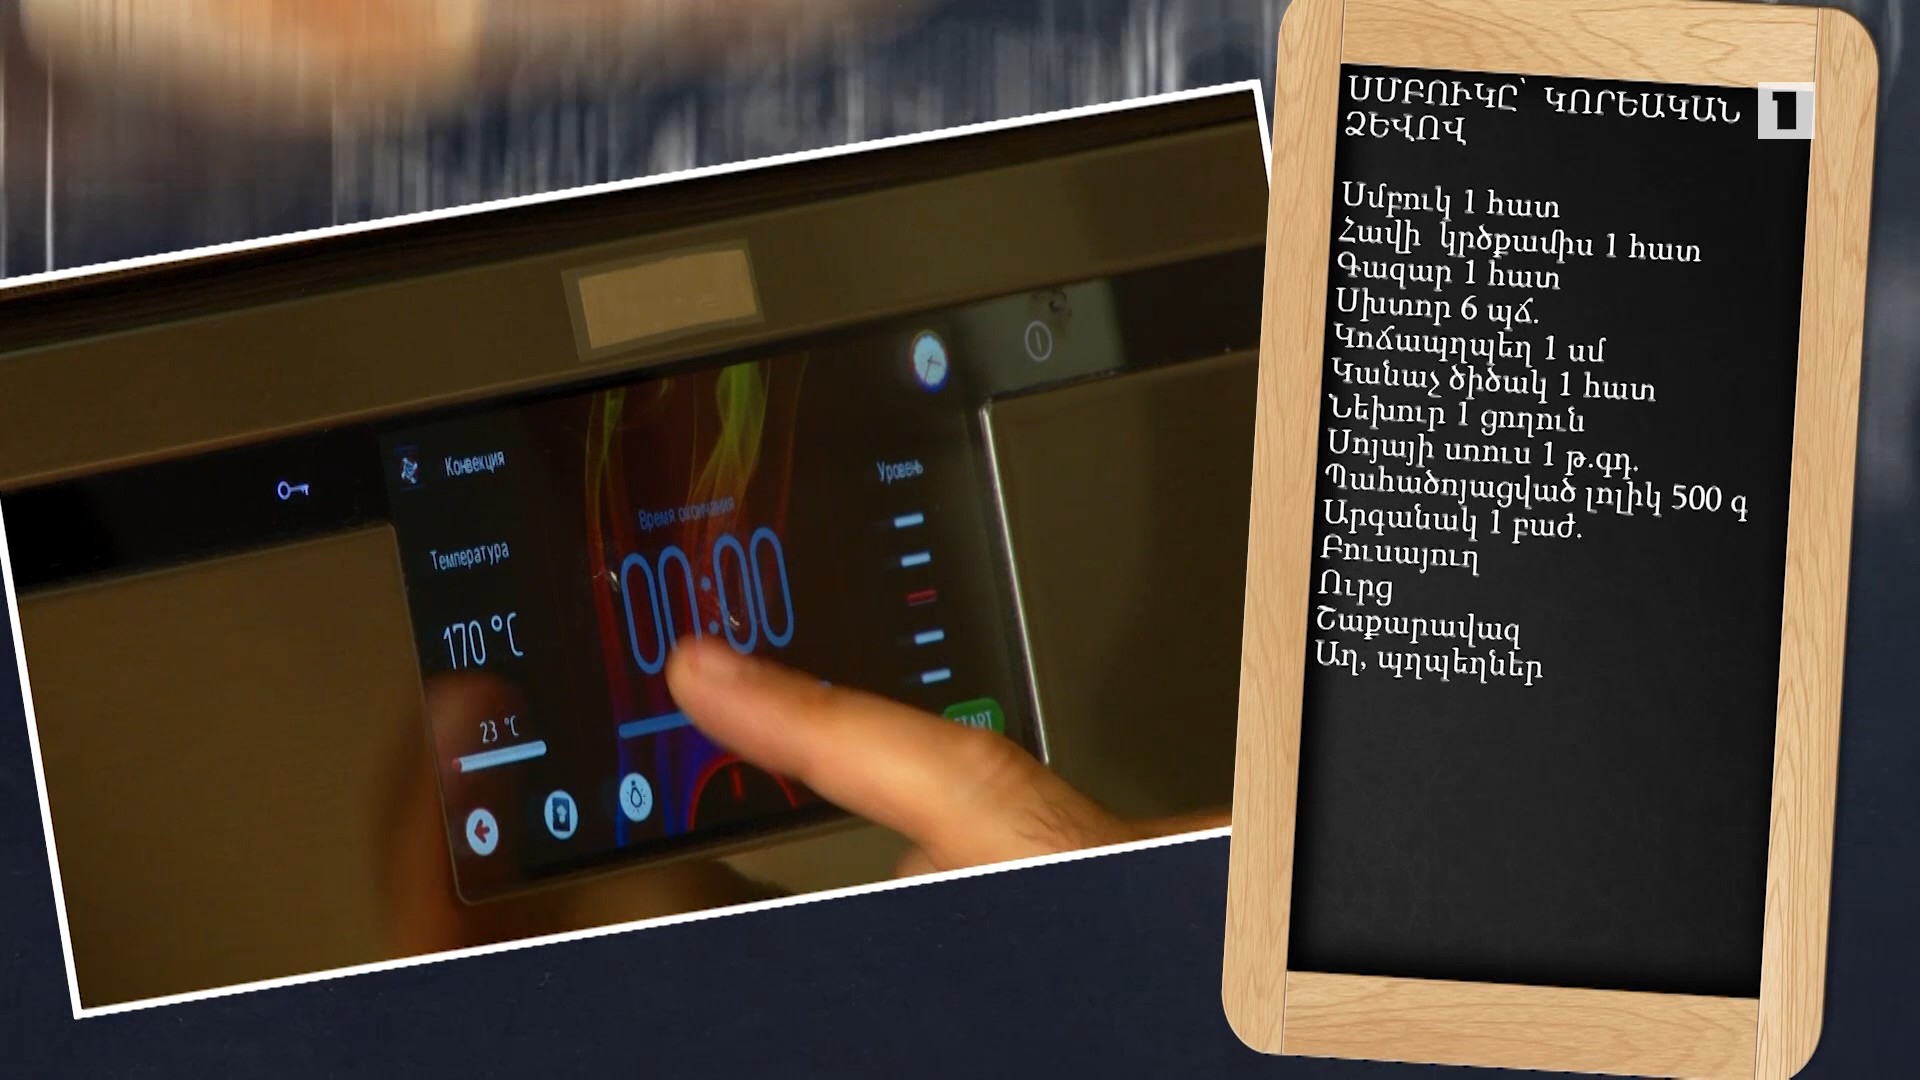 Конвекция
Температура
170 °C
23 °C
Время окончания
00:00
Уровень
START
1
ՍՄԲՈՒԿԸ՝ ԿՈՐԵԱԿԱՆ
ՁԵՎՈՎ
Սմբուկ 1 հատ
Հավի կրծքամիս 1 հատ
Գազար 1 հատ
Սխտոր 6 պճ.
Կոճապղպեղ 1 սմ
Կանաչ ծիծակ 1 հատ
Նեխուր 1 ցողուն
Սոյայի սոուս 1 թ.գդ.
Պահածոյացված լոլիկ 500 գ
Արգանակ 1 բաժ.
Բուսայուղ
Ուրց
Շաքարավազ
Աղ, պղպեղներ